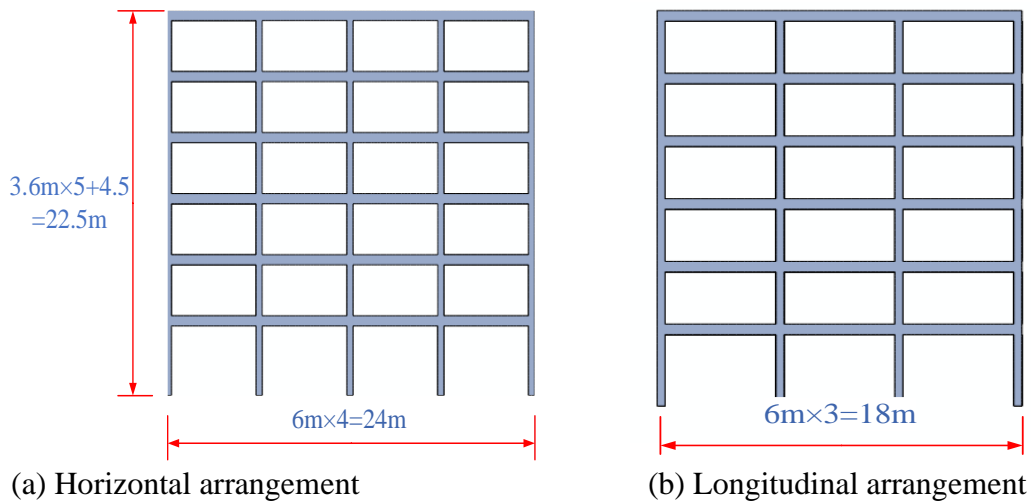 3.6m×5+4.5
=22.5m
6m×4=24m
6m×3=18m
(a) Horizontal arrangement
(b) Longitudinal arrangement